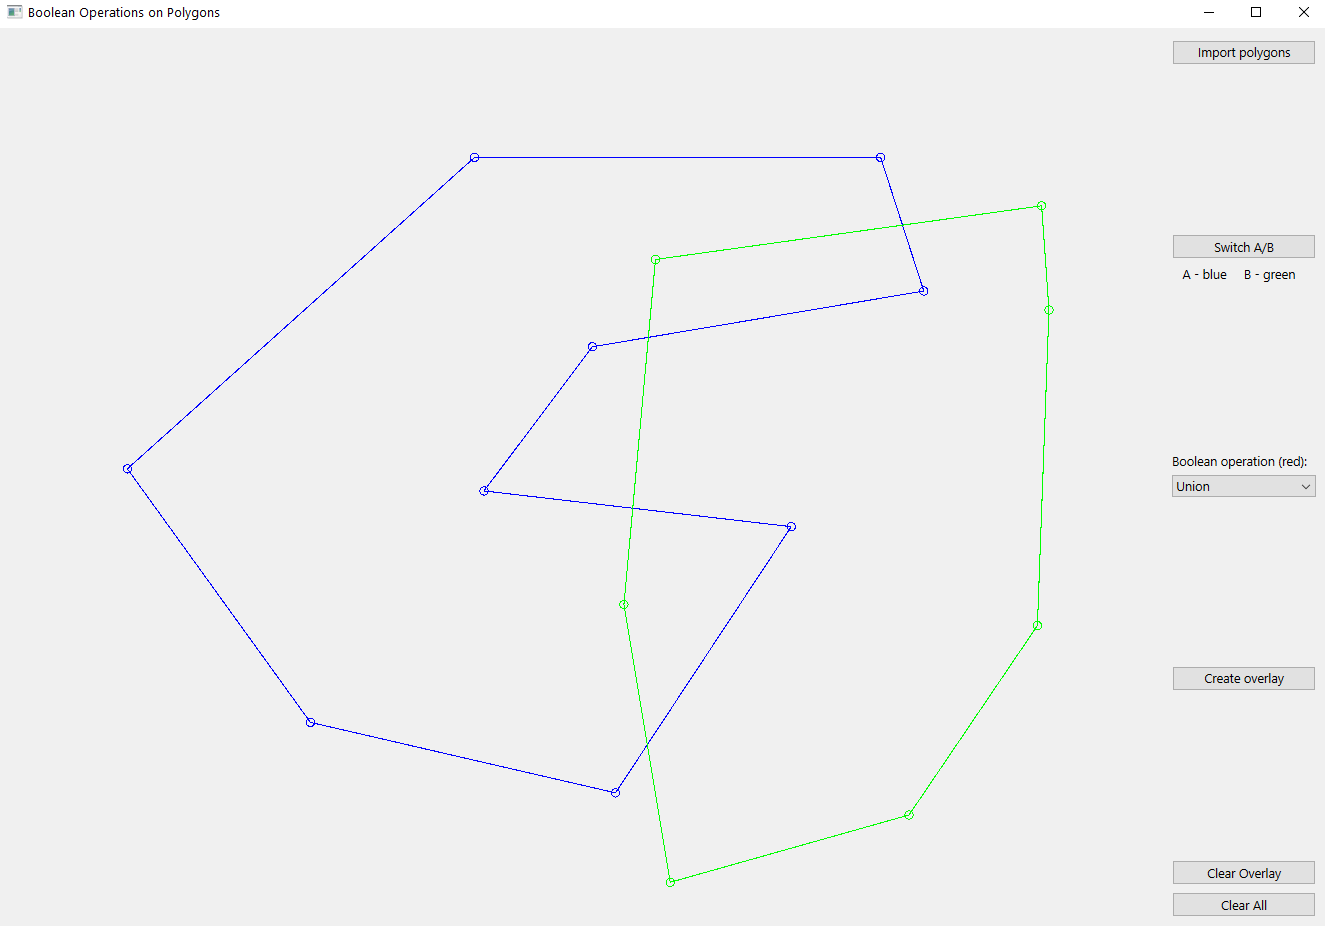 Boolean Operations on Polygons
Import polygons
Switch A/B
A - blue B - green
Boolean operation (red):
Union
Create overlay
Clear Overlay
Clear All